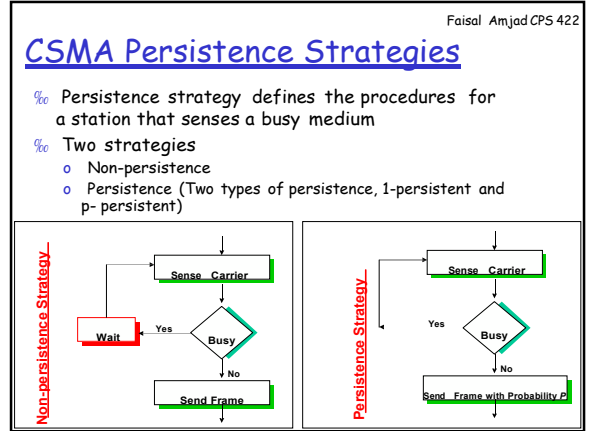 Faisal Amjad CPS 422
CSMA Persistence Strategies
‰ Persistence strategy defines the procedures for
a station that senses a busy medium
‰ Two strategies
o Non-persistence
o Persistence (Two types of persistence, 1-persistent and
p- persistent)
Non-persistence Strategy
Sense Carrier
Wait
Yes
Busy
No
Send Frame
Persistence Strategy
Sense Carrier
Yes
Busy
No
Send Frame with Probability P